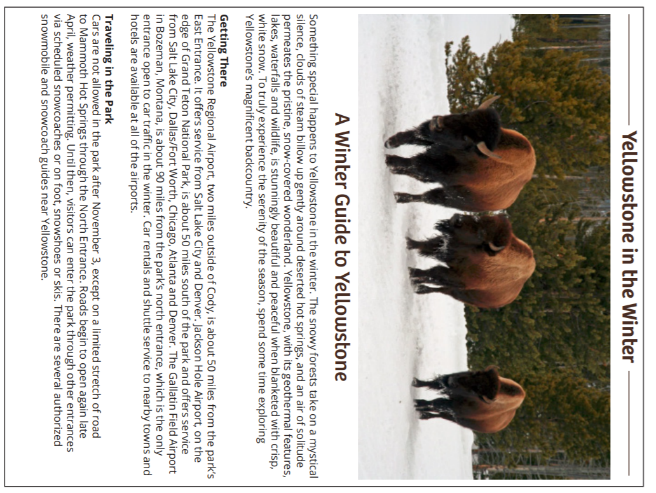 Yellowstone in the Winter
A Winter Guide to Yellowstone
Something special happens to Yellowstone in the winter. The snowy forests take on a mystical
silence, clouds of steam billow up gently around deserted hot springs, and an air of solitude
permeates the pristine, snow-covered wonderland. Yellowstone, with its geothermal features,
lakes, waterfalls and wildlife, is stunningly beautiful and peaceful when blanketed with crisp,
white snow. To truly experience the serenity of the season, spend some time exploring
Yellowstone's magnificent backcountry.
Getting There
The Yellowstone Regional Airport, two miles outside of Cody, is about 50 miles from the park's
East Entrance. It offers service from Salt Lake City and Denver. Jackson Hole Airport, on the
edge of Grand Teton National Park, is about 50 miles south of the park and offers service
from Salt Lake City, Dallas/Fort Worth, Chicago, Atlanta and Denver. The Gallatin Field Airport
in Bozeman, Montana, is about 90 miles from the park's north entrance, which is the only
entrance open to car traffic in the winter. Car rentals and shuttle service to nearby towns and
hotels are available at all of the airports.
Traveling in the Park
Cars are not allowed in the park after November 3, except on a limited stretch of road
to Mammoth Hot Springs through the North Entrance. Roads begin to open again late
April, weather permitting. Until then, visitors can enter the park through other entrances
via scheduled snowcoaches or on foot, snowshoes or skis. There are several authorized
snowmobile and snowcoach guides near Yellowstone.